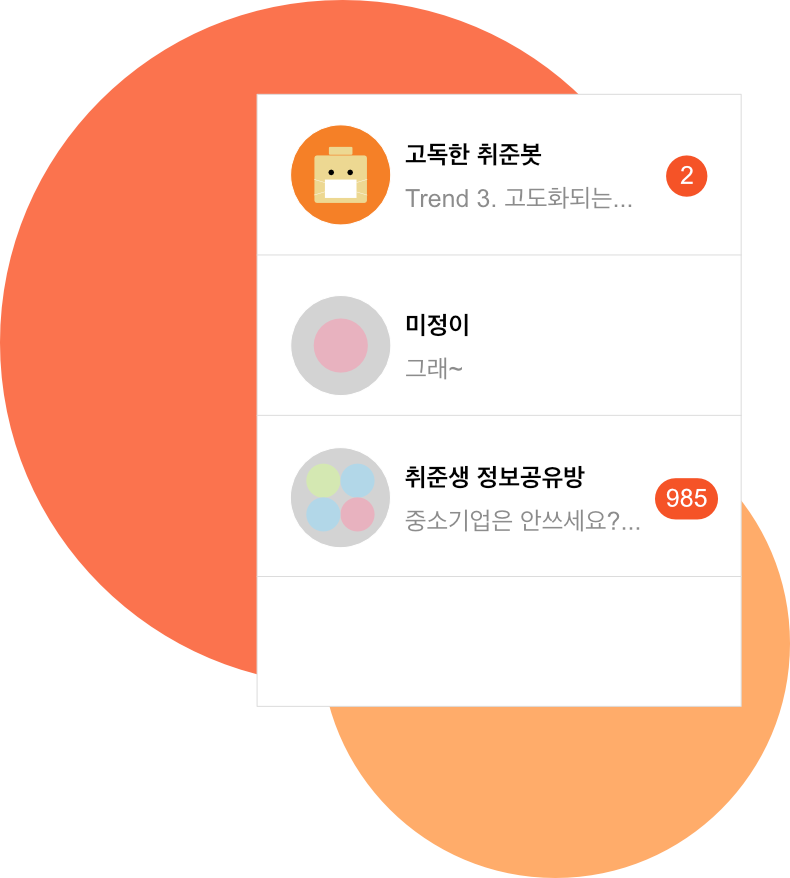 고독한 취준봇
Trend 3. 고도화되는...
2
미정이
그래~
취준생 정보공유방
중소기업은 안쓰세요?...
985